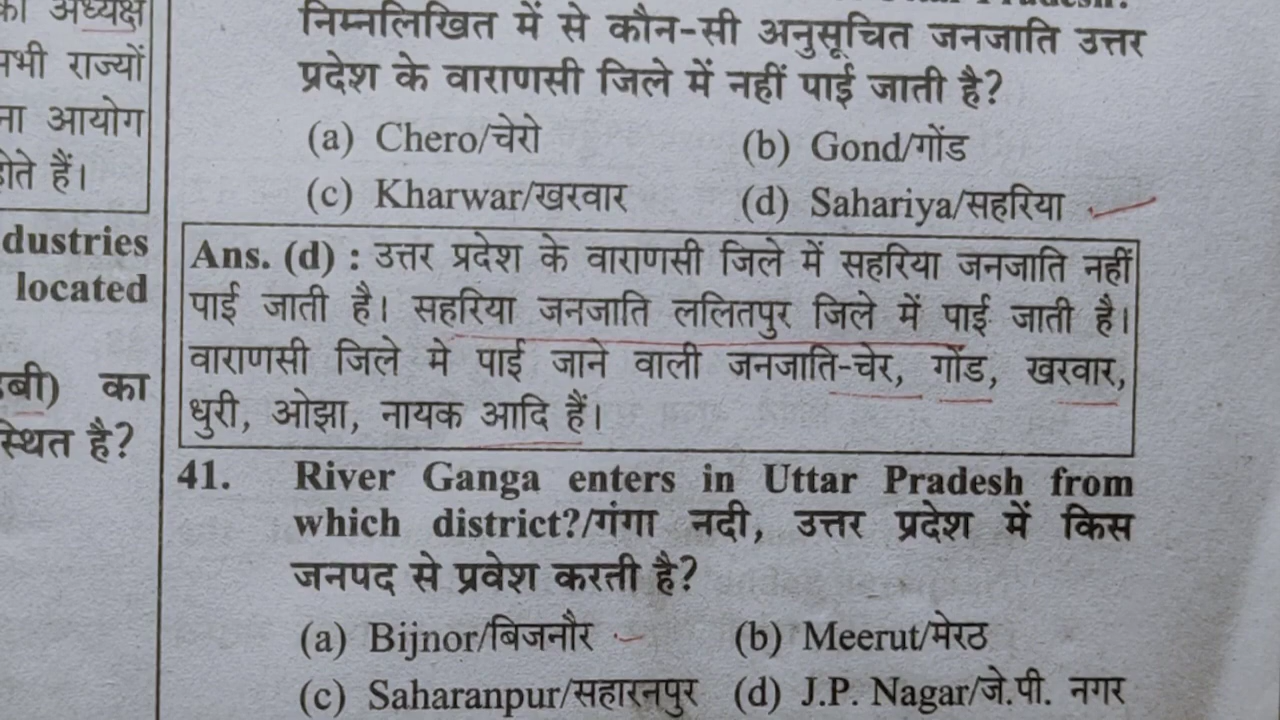 का अध्यक्ष
सभी राज्यों
आयोग
होते हैं।
dustries
located
का
स्थित है?
निम्नलिखित में से कौन-सी अनुसूचित जनजाति उत्तर
प्रदेश के वाराणसी जिले में नहीं पाई जाती है?
(a) Chero/चेरो (b) Gond/गोंड
(c) Kharwar/खरवार (d) Sahariya/सहरिया
Ans. (d) : उत्तर प्रदेश के वाराणसी जिले में सहरिया जनजाति नहीं
पाई जाती है। सहरिया जनजाति ललितपुर जिले में पाई जाती है।
वाराणसी जिले मे पाई जाने वाली जनजाति-चेर, गोंड, खरवार,
धुरी, ओझा, नायक आदि हैं।
41. River Ganga enters in Uttar Pradesh from
which district?/गंगा नदी, उत्तर प्रदेश में किस
जनपद से प्रवेश करती है?
(a) Bijnor/बिजनौर (b) Meerut/मेरठ
(c) Saharanpur/सहारनपुर (d) J.P. Nagar/जे.पी. नगर